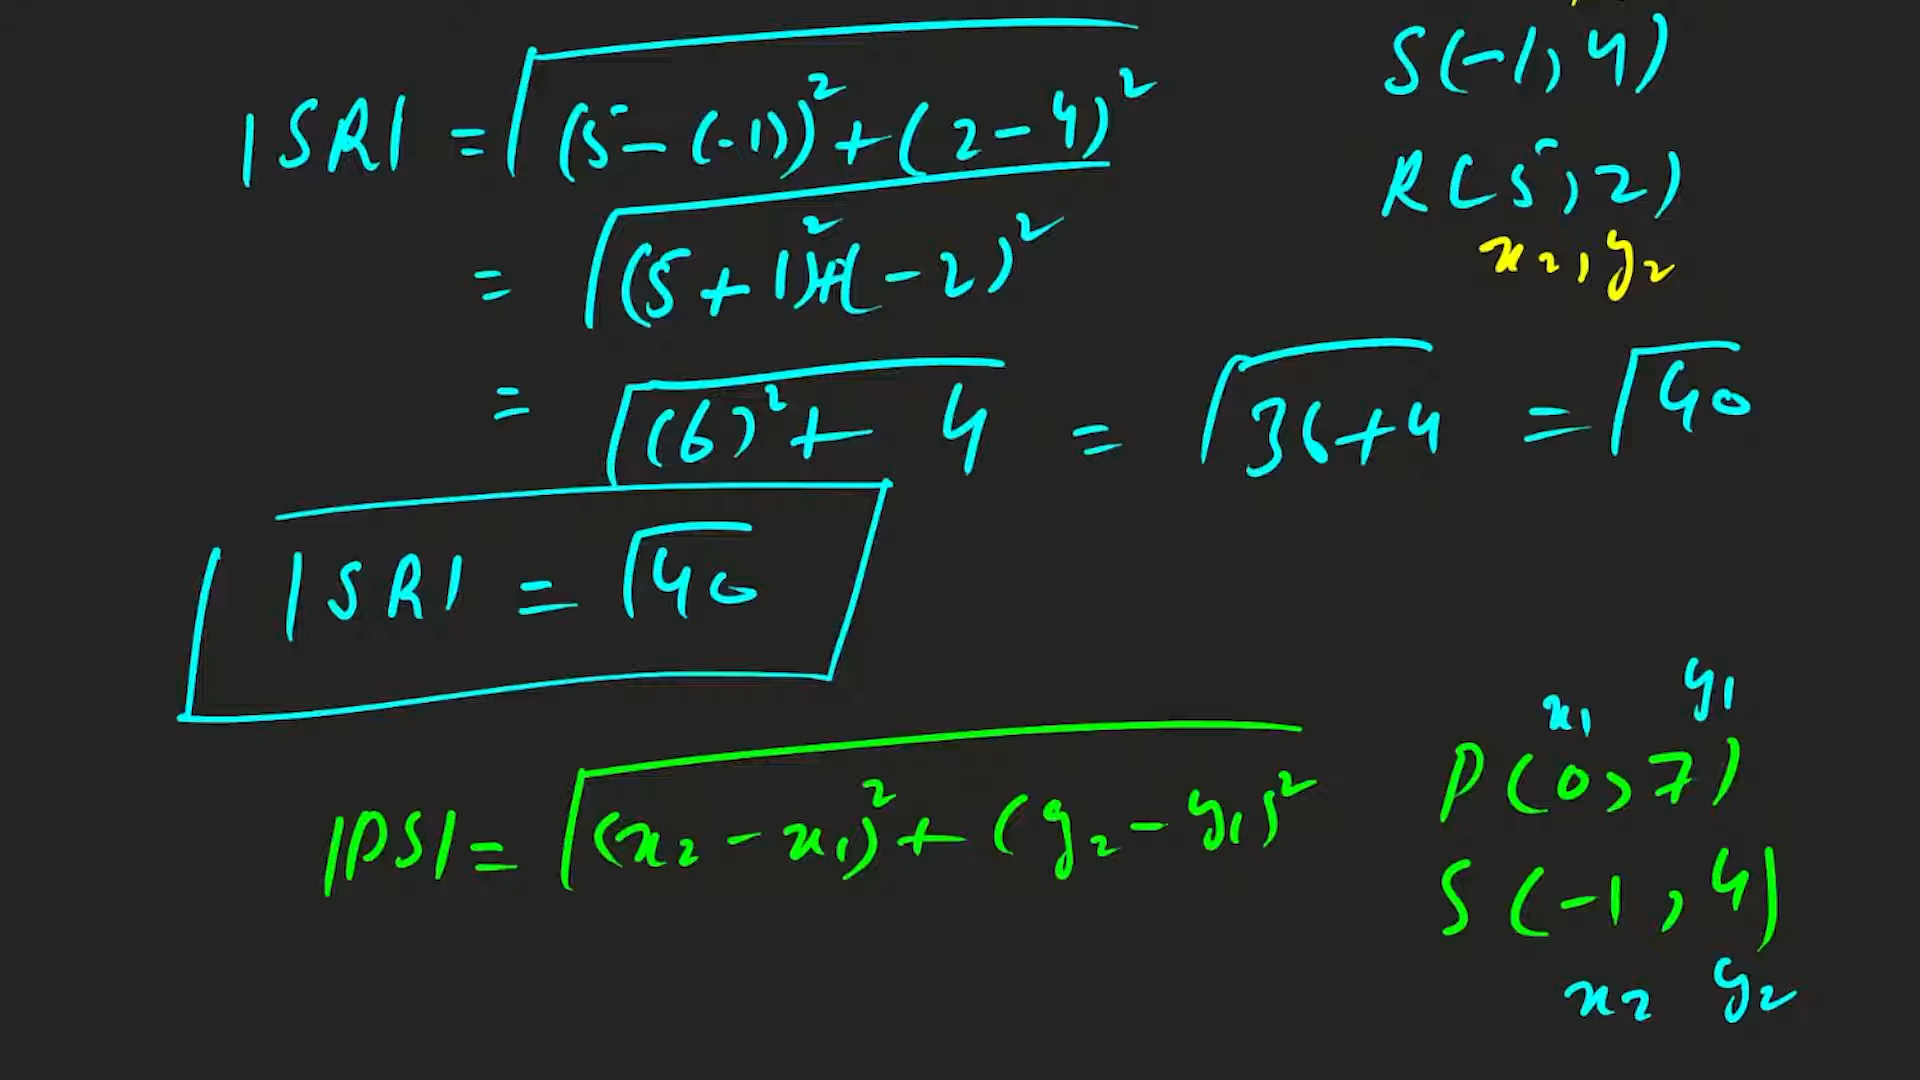 S(-1, 4)
|SR| = √((5-(-1))² + (2-4)²)
R(5, 2)
x₂, y₂
= √((5+1)²+(-2)²)
= √((6)² + 4) = √(36+4) = √40
|SR| = √40
x₁ y₁
P(0, 7)
|PS| = √((x₂-x₁)² + (y₂-y₁)²)
S(-1, 4)
x₂ y₂